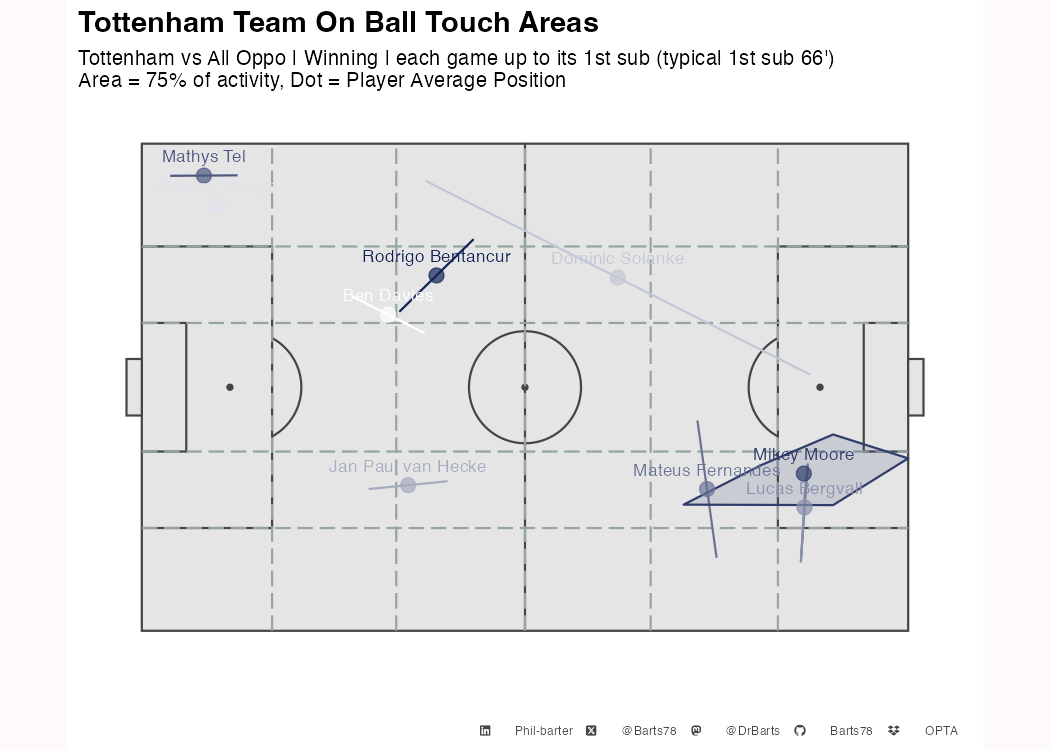 Tottenham Team On Ball Touch Areas
Tottenham vs All Oppo | Winning | each game up to its 1st sub (typical 1st sub 66')
Area = 75% of activity, Dot = Player Average Position
Mathys Tel
Rodrigo Bentancur
Dominic Solanke
Ben Davies
Mikey Moore
Jan Paul van Hecke
Mateus Fernandes
Lucas Bergvall
Phil-barter @Barts78 @DrBarts Barts78 OPTA